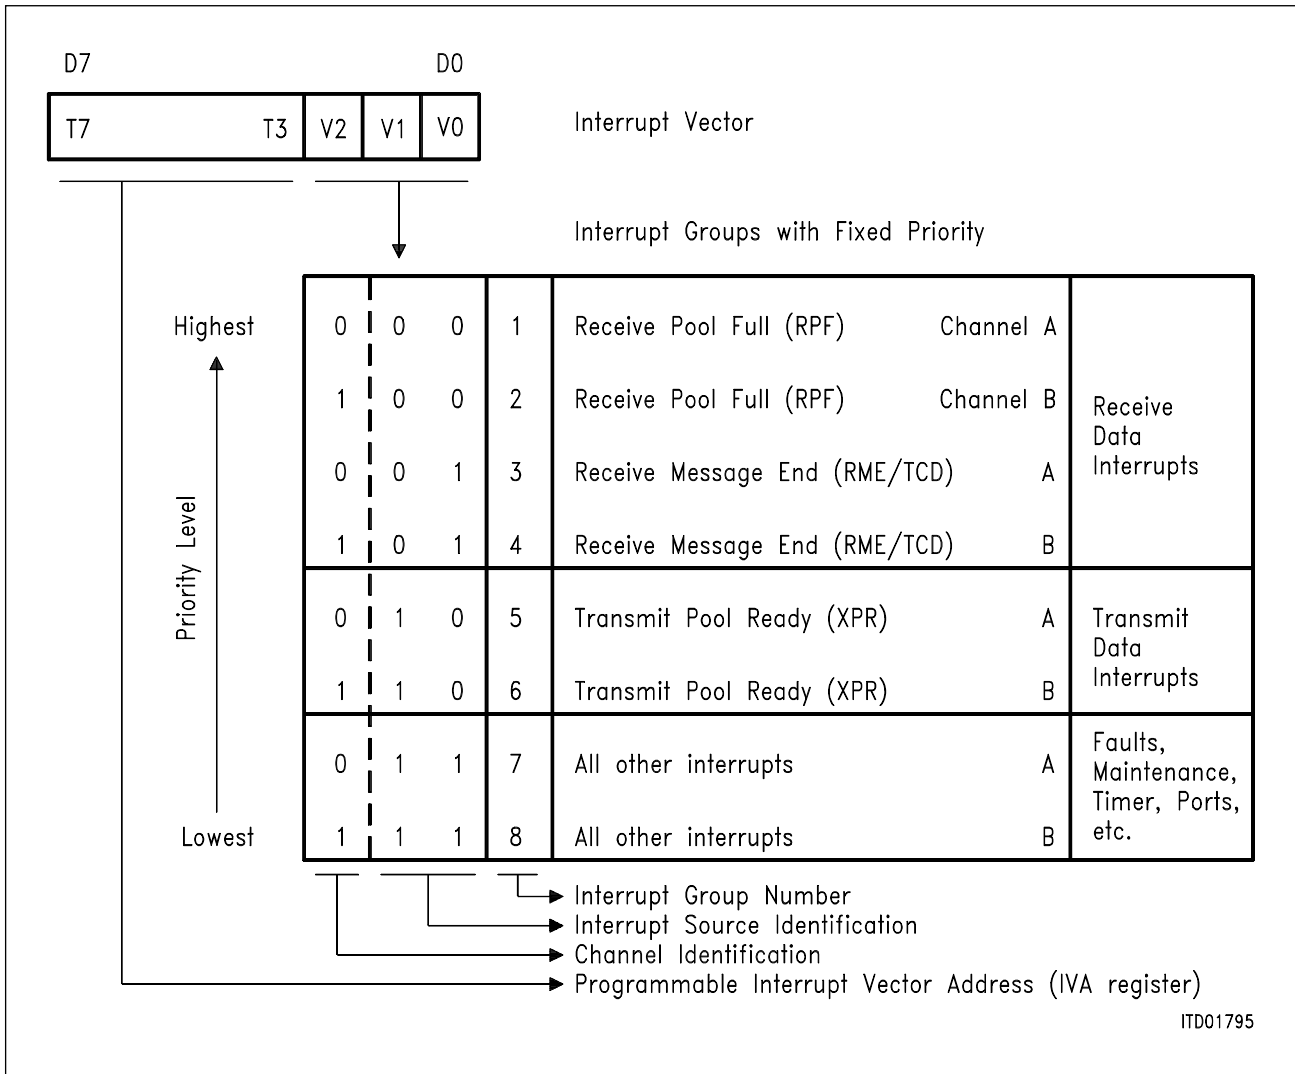 D7 D0
T7 T3 V2 V1 V0 Interrupt Vector
Interrupt Groups with Fixed Priority
Highest 0 0 0 1 Receive Pool Full (RPF) Channel A
1 0 0 2 Receive Pool Full (RPF) Channel B
Receive
Data
Interrupts
0 0 1 3 Receive Message End (RME/TCD) A
1 0 1 4 Receive Message End (RME/TCD) B
Priority Level
0 1 0 5 Transmit Pool Ready (XPR) A
1 1 0 6 Transmit Pool Ready (XPR) B
Transmit
Data
Interrupts
0 1 1 7 All other interrupts A
Lowest 1 1 1 8 All other interrupts B
Faults,
Maintenance,
Timer, Ports,
etc.
Interrupt Group Number
Interrupt Source Identification
Channel Identification
Programmable Interrupt Vector Address (IVA register)
ITD01795